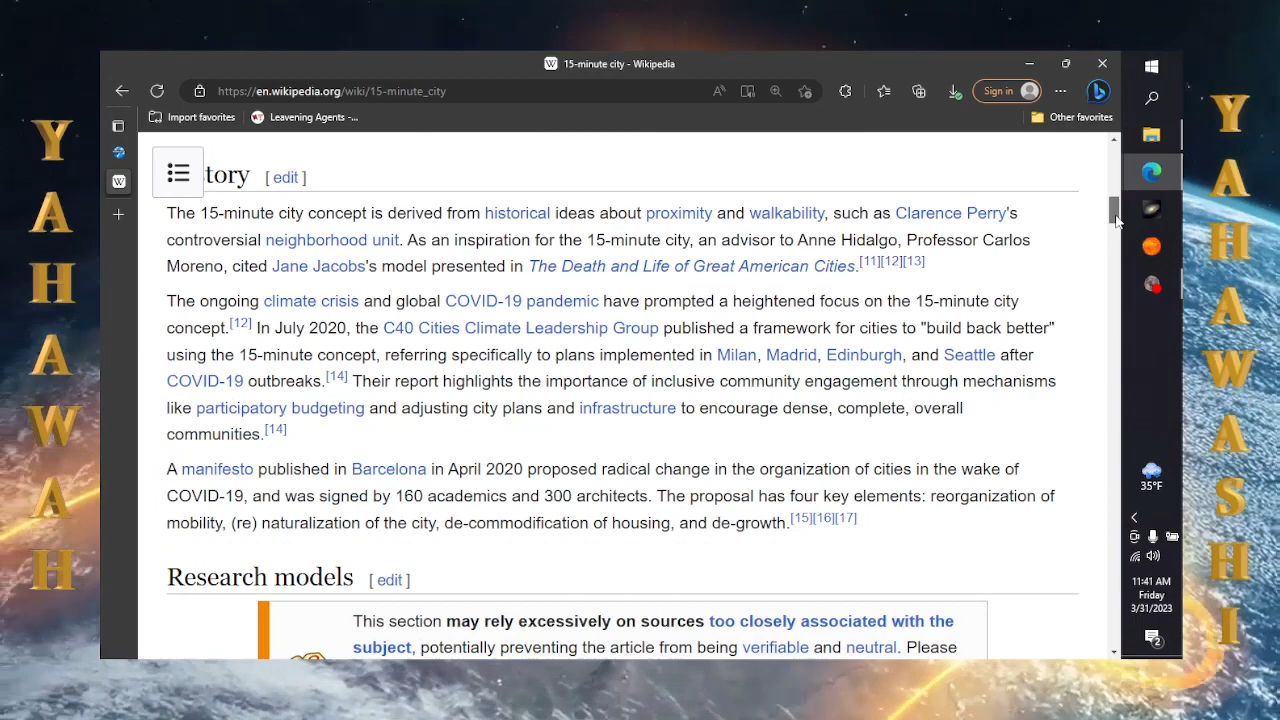 15-minute city - Wikipedia
https://en.wikipedia.org/wiki/15-minute_city
Sign in
Import favorites
Leavening Agents -...
Other favorites
tory [ edit ]
The 15-minute city concept is derived from historical ideas about proximity and walkability, such as Clarence Perry's
controversial neighborhood unit. As an inspiration for the 15-minute city, an advisor to Anne Hidalgo, Professor Carlos
Moreno, cited Jane Jacobs's model presented in The Death and Life of Great American Cities.[11][12][13]
The ongoing climate crisis and global COVID-19 pandemic have prompted a heightened focus on the 15-minute city
concept.[12] In July 2020, the C40 Cities Climate Leadership Group published a framework for cities to "build back better"
using the 15-minute concept, referring specifically to plans implemented in Milan, Madrid, Edinburgh, and Seattle after
COVID-19 outbreaks.[14] Their report highlights the importance of inclusive community engagement through mechanisms
like participatory budgeting and adjusting city plans and infrastructure to encourage dense, complete, overall
communities.[14]
A manifesto published in Barcelona in April 2020 proposed radical change in the organization of cities in the wake of
COVID-19, and was signed by 160 academics and 300 architects. The proposal has four key elements: reorganization of
mobility, (re) naturalization of the city, de-commodification of housing, and de-growth.[15][16][17]
Research models [ edit ]
This section may rely excessively on sources too closely associated with the
subject, potentially preventing the article from being verifiable and neutral. Please
35°F
11:41 AM
Friday
3/31/2023
2
YAHAWAH
YAHAWASHI